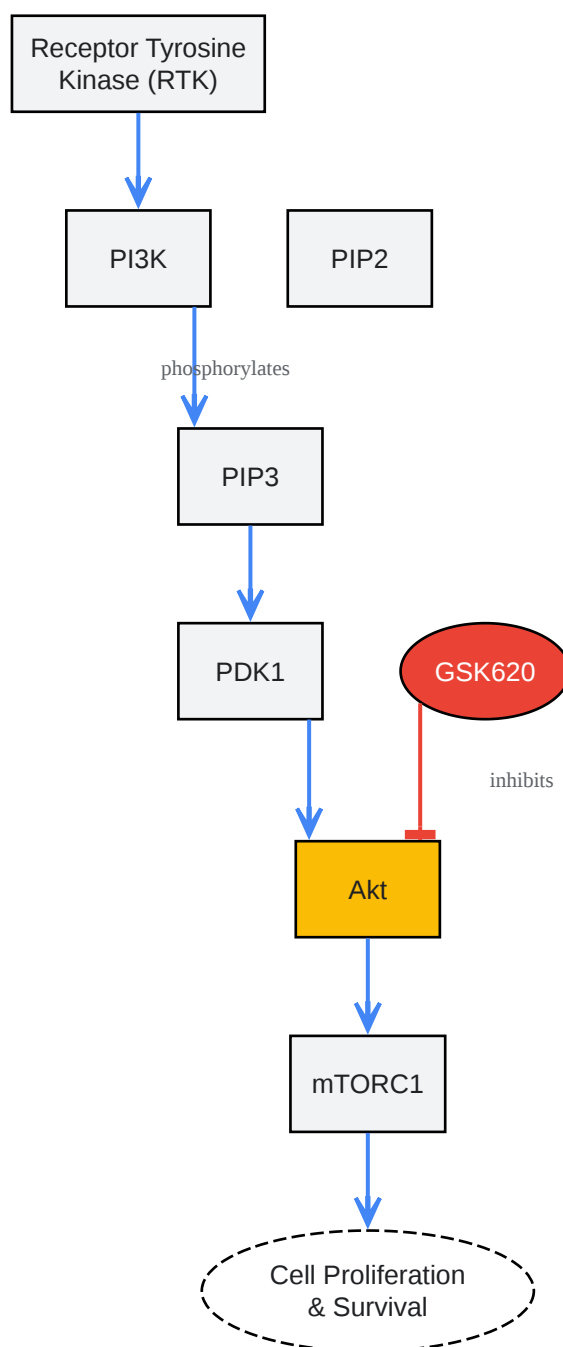 Receptor Tyrosine
Kinase (RTK)
PI3K
PIP2
phosphorylates
PIP3
PDK1
GSK620
inhibits
Akt
mTORC1
Cell Proliferation
& Survival